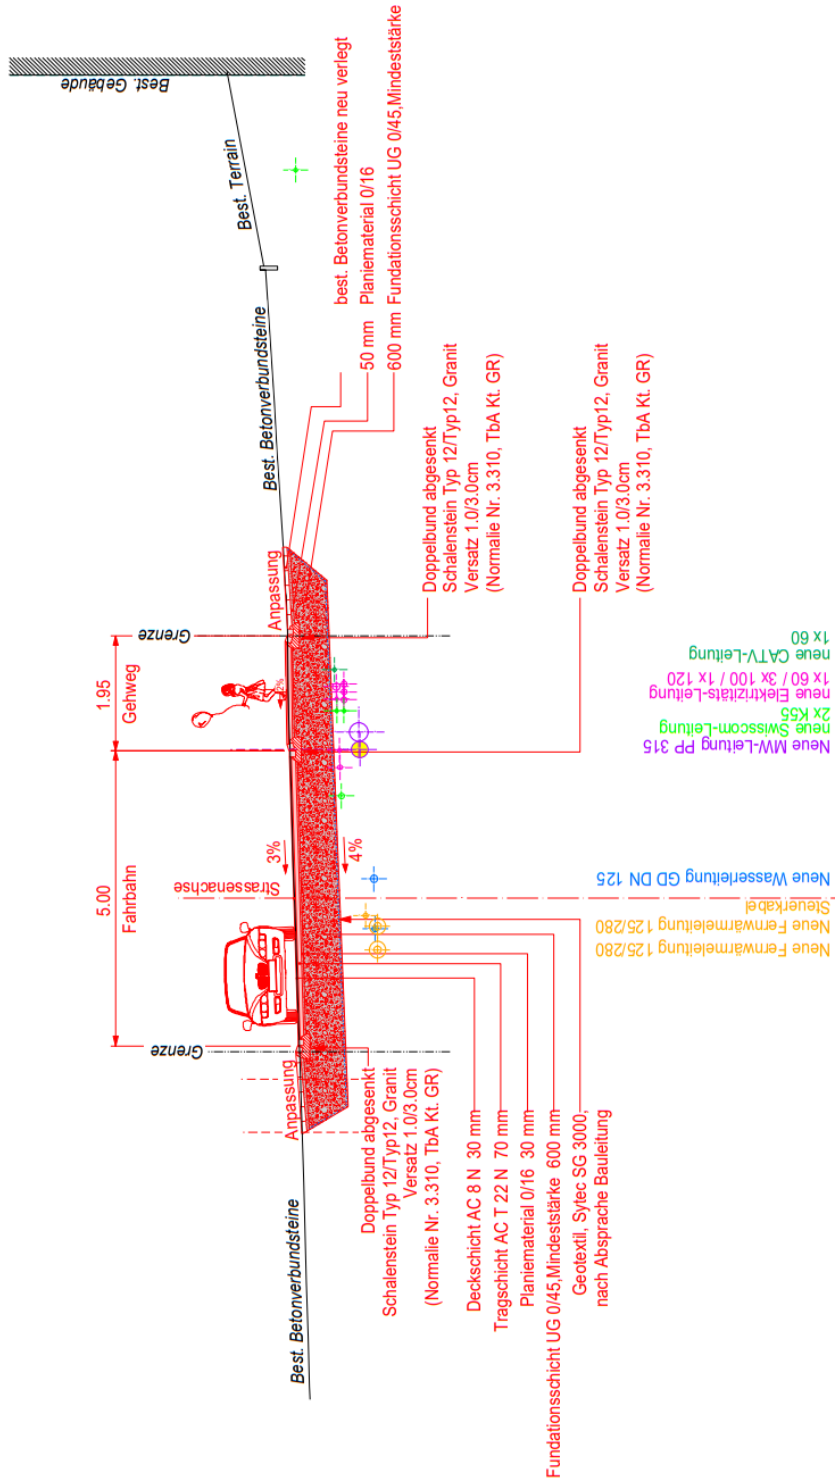 Best. Gebäude
Best. Terrain
Best. Betonverbundsteine
best. Betonverbundsteine neu verlegt
50 mm Planiematerial 0/16
600 mm Fundationsschicht UG 0/45,Mindeststärke
Anpassung
Grenze
1.95
Gehweg
2%
Doppelbund abgesenkt
Schalenstein Typ 12/Typ12, Granit
Versatz 1.0/3.0cm
(Normalie Nr. 3.310, TbA Kt. GR)
Doppelbund abgesenkt
Schalenstein Typ 12/Typ12, Granit
Versatz 1.0/3.0cm
(Normalie Nr. 3.310, TbA Kt. GR)
5.00
Fahrbahn
3%
4%
Strassenachse
Grenze
Anpassung
Best. Betonverbundsteine
Doppelbund abgesenkt
Schalenstein Typ 12/Typ12, Granit
Versatz 1.0/3.0cm
(Normalie Nr. 3.310, TbA Kt. GR)
Deckschicht AC 8 N 30 mm
Tragschicht AC T 22 N 70 mm
Planiematerial 0/16 30 mm
Fundationsschicht UG 0/45,Mindeststärke 600 mm
Geotextil, Sytec SG 3000,
nach Absprache Bauleitung
neue CATV-Leitung
1x 60
neue Elektrizitäts-Leitung
1x 60 / 3x 100 / 1x 120
neue Swisscom-Leitung
2x K55
Neue MW-Leitung PP 315
Neue Wasserleitung GD DN 125
Steuerkabel
Neue Fernwärmeleitung 125/280
Neue Fernwärmeleitung 125/280